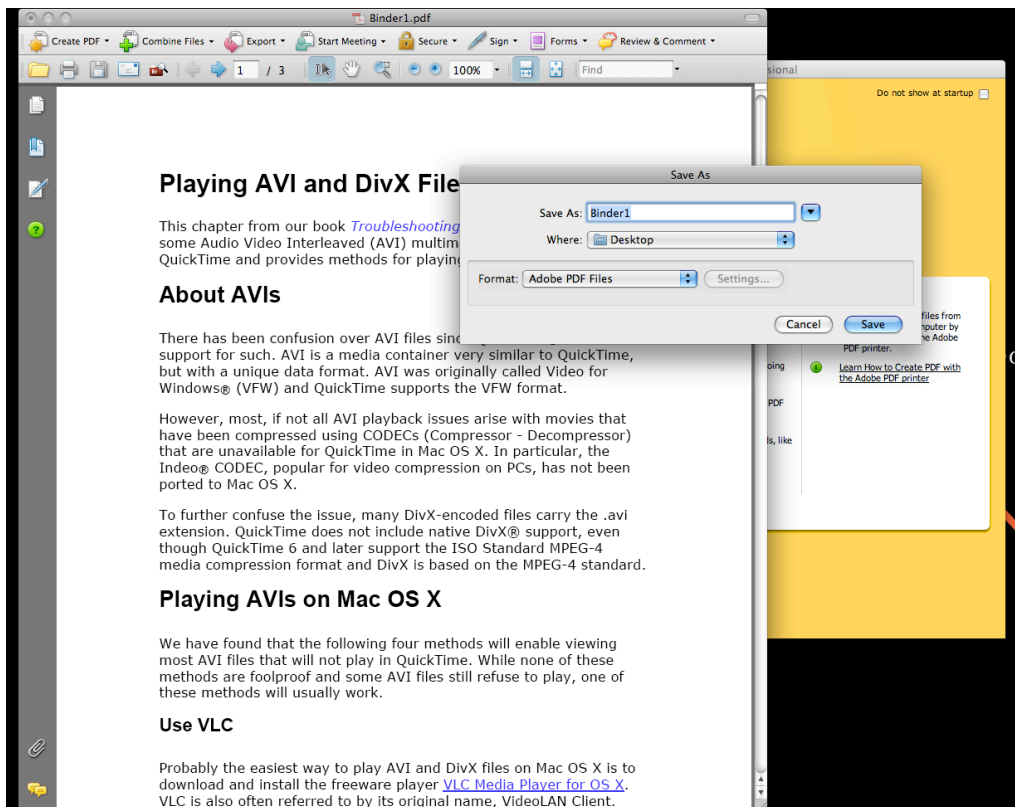 Binder1.pdf
Create PDF Combine Files Export Start Meeting Secure Sign Forms Review & Comment
1 / 3 100% Find
sional
Do not show at startup
Save As
Save As: Binder1
Where: Desktop
Format: Adobe PDF Files Settings...
Cancel Save
Playing AVI and DivX File
This chapter from our book Troubleshooting
some Audio Video Interleaved (AVI) multim
QuickTime and provides methods for playing
About AVIs
There has been confusion over AVI files sinc
support for such. AVI is a media container very similar to QuickTime,
but with a unique data format. AVI was originally called Video for
Windows® (VFW) and QuickTime supports the VFW format.
However, most, if not all AVI playback issues arise with movies that
have been compressed using CODECs (Compressor - Decompressor)
that are unavailable for QuickTime in Mac OS X. In particular, the
Indeo® CODEC, popular for video compression on PCs, has not been
ported to Mac OS X.
To further confuse the issue, many DivX-encoded files carry the .avi
extension. QuickTime does not include native DivX® support, even
though QuickTime 6 and later support the ISO Standard MPEG-4
media compression format and DivX is based on the MPEG-4 standard.
Playing AVIs on Mac OS X
We have found that the following four methods will enable viewing
most AVI files that will not play in QuickTime. While none of these
methods are foolproof and some AVI files still refuse to play, one of
these methods will usually work.
Use VLC
Probably the easiest way to play AVI and DivX files on Mac OS X is to
download and install the freeware player VLC Media Player for OS X.
VLC is also often referred to by its original name, VideoLAN Client.
files from
nputer by
he Adobe
PDF printer.
oing
Learn How to Create PDF with
the Adobe PDF printer
PDF
ls, like